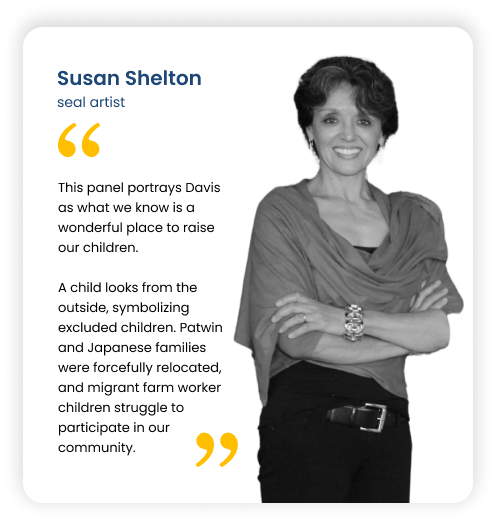 Susan Shelton
seal artist
“
This panel portrays Davis
as what we know is a
wonderful place to raise
our children.
A child looks from the
outside, symbolizing
excluded children. Patwin
and Japanese families
were forcefully relocated,
and migrant farm worker
children struggle to
participate in our
community.
”